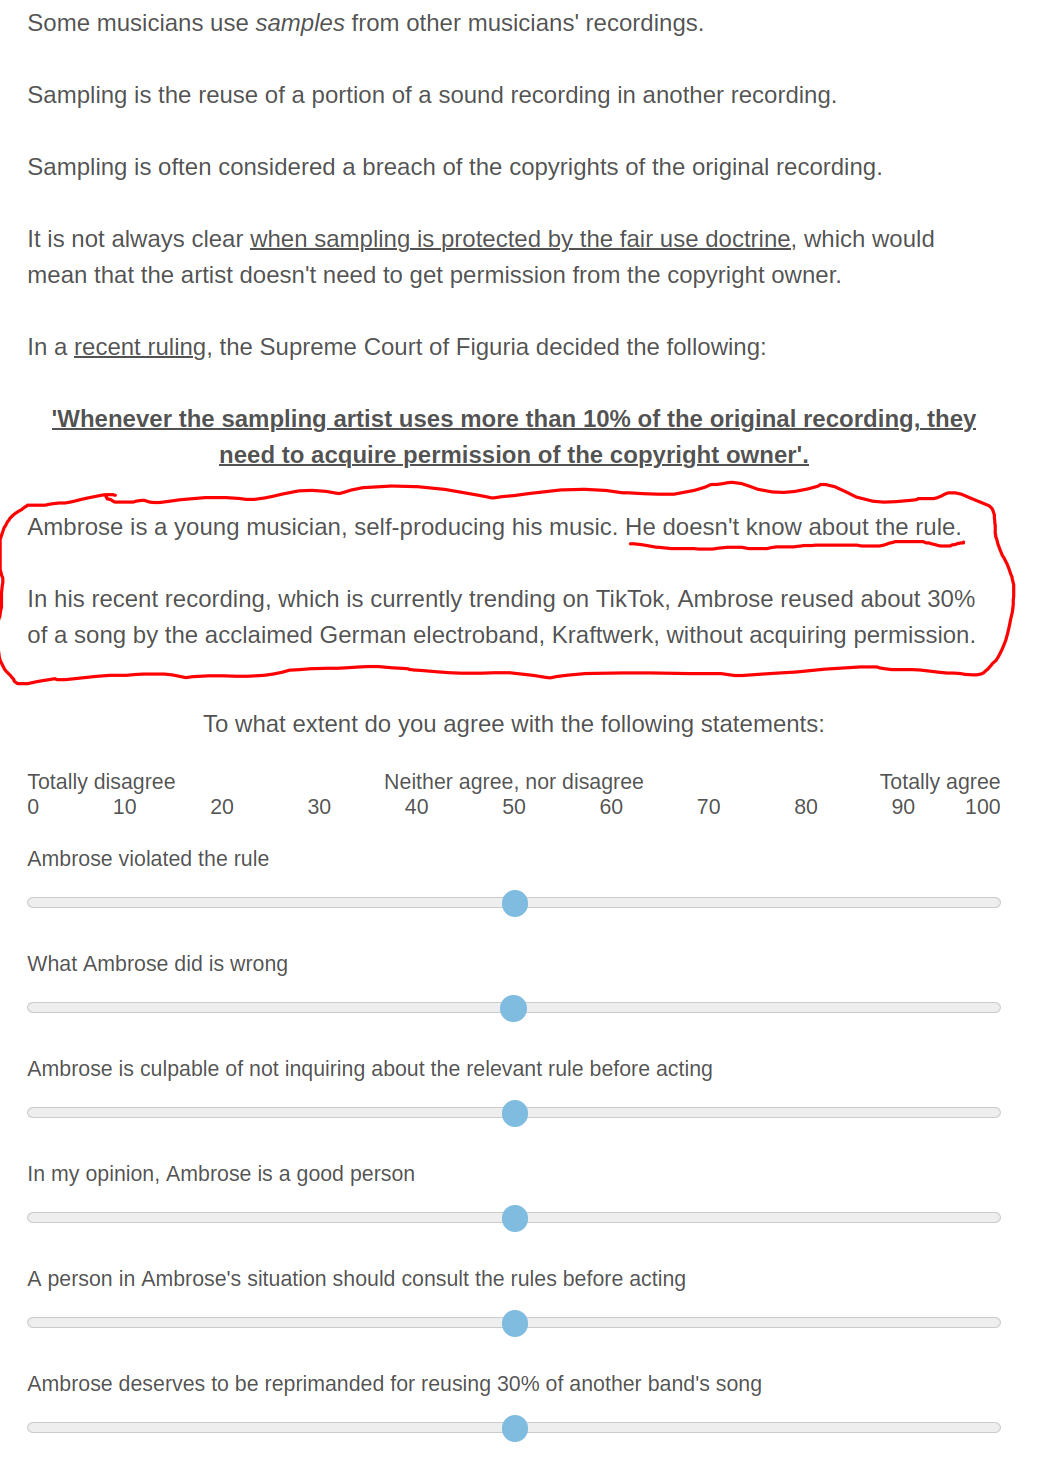 Some musicians use samples from other musicians' recordings.
Sampling is the reuse of a portion of a sound recording in another recording.
Sampling is often considered a breach of the copyrights of the original recording.
It is not always clear when sampling is protected by the fair use doctrine, which would
mean that the artist doesn't need to get permission from the copyright owner.
In a recent ruling, the Supreme Court of Figuria decided the following:
'Whenever the sampling artist uses more than 10% of the original recording, they
need to acquire permission of the copyright owner'.
Ambrose is a young musician, self-producing his music. He doesn't know about the rule.
In his recent recording, which is currently trending on TikTok, Ambrose reused about 30%
of a song by the acclaimed German electroband, Kraftwerk, without acquiring permission.
To what extent do you agree with the following statements:
Totally disagree Neither agree, nor disagree Totally agree
0 10 20 30 40 50 60 70 80 90 100
Ambrose violated the rule
What Ambrose did is wrong
Ambrose is culpable of not inquiring about the relevant rule before acting
In my opinion, Ambrose is a good person
A person in Ambrose's situation should consult the rules before acting
Ambrose deserves to be reprimanded for reusing 30% of another band's song